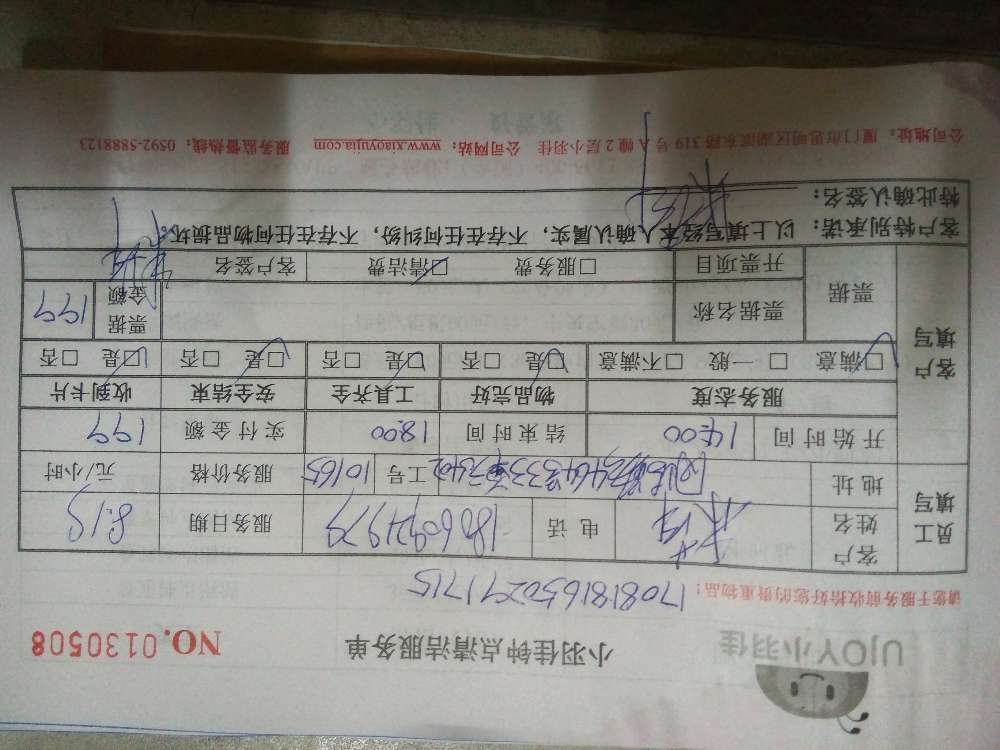 UJOY小羽佳 小羽佳钟点清洁服务单 NO.0130508
请您于服务前收拾好您的贵重物品: 1708181650291715
员工填写 客户姓名 电话 服务日期 8.19
地址 工号 10165 服务价格 元/小时
开始时间 14:00 结束时间 18:00 实付金额 199
客户填写 服务态度 物品完好 工具齐全 安全结束 收到卡片
□满意 □一般 □不满意 □是 □否 □是 □否 □是 □否 □是 □否
票据 票据名称 票据金额 199
开票项目 □服务费 □清洁费 客户签名
客户特别承诺: 以上填写经本人确认属实,不存在任何纠纷,不存在任何物品损坏。
特此确认签名:
公司地址: 厦门市思明区湖滨东路319号A幢2层小羽佳 公司网站: www.xiaoyujia.com 服务监督热线: 0592-5888123